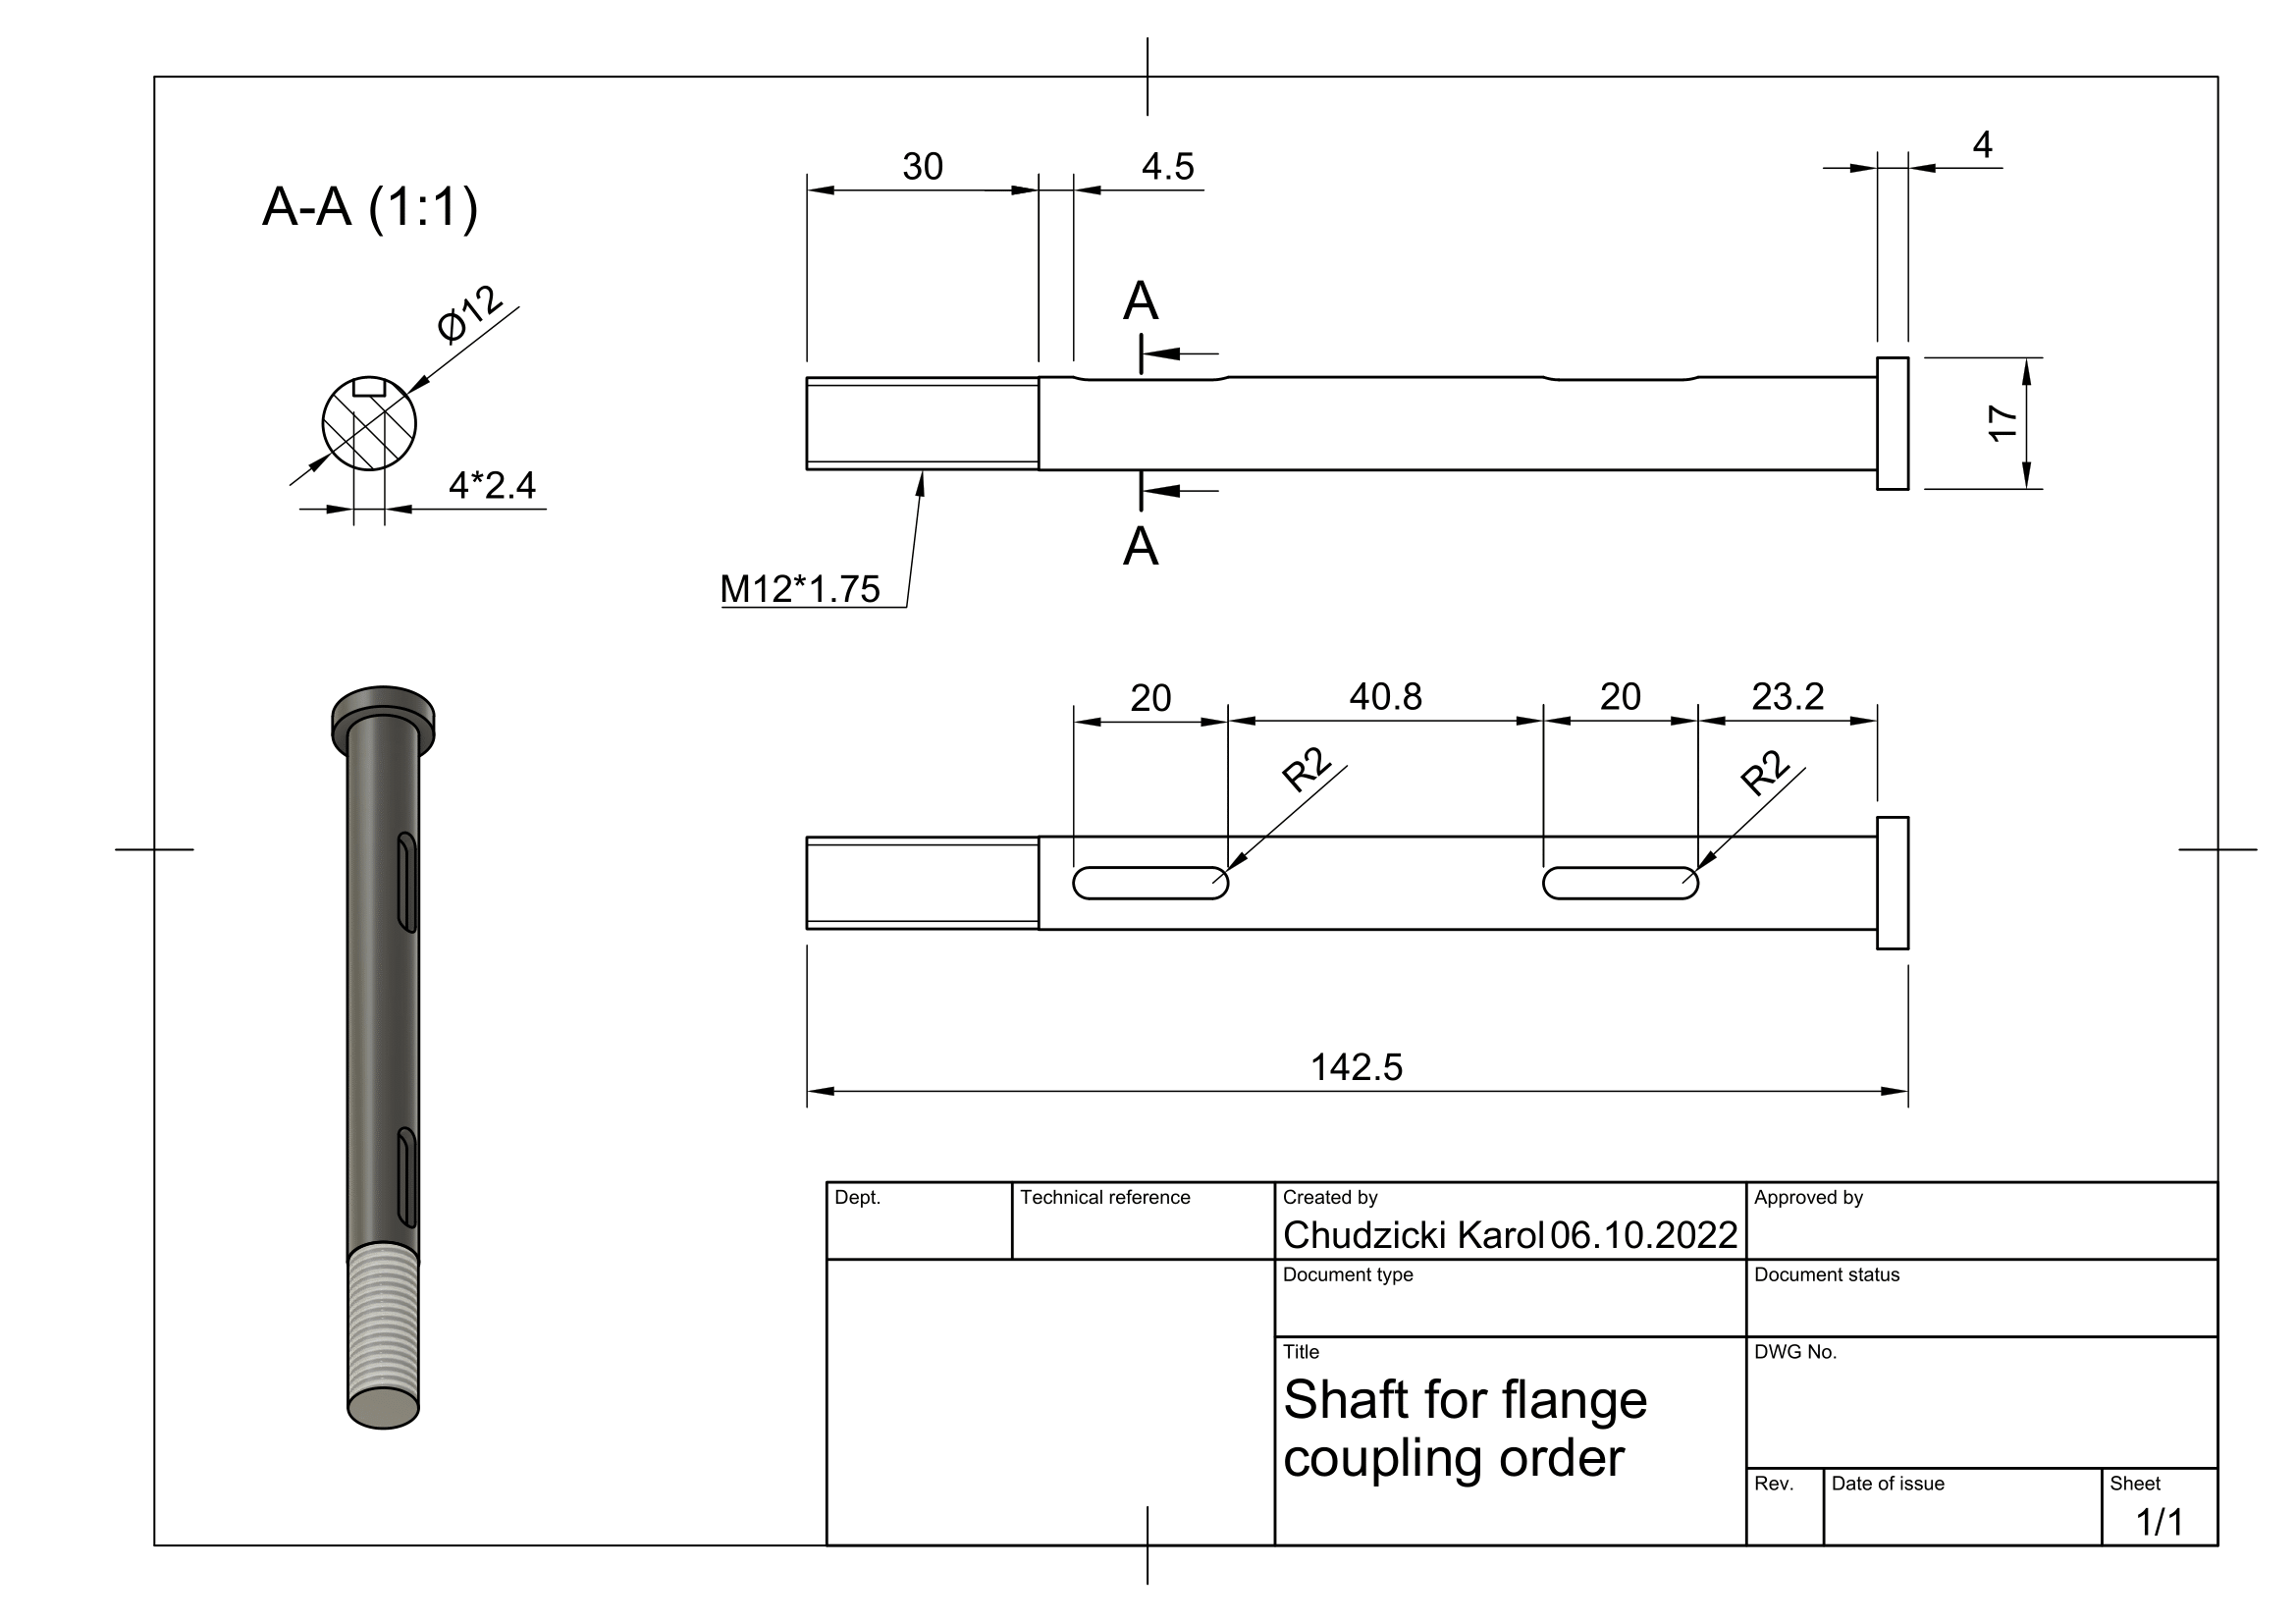 A-A (1:1)
Ø12
4*2.4
30
4.5
4
A
17
A
M12*1.75
20
40.8
20
23.2
R2
R2
142.5
Dept.
Technical reference
Created by
Chudzicki Karol 06.10.2022
Approved by
Document type
Document status
Title
Shaft for flange
coupling order
DWG No.
Rev.
Date of issue
Sheet
1/1